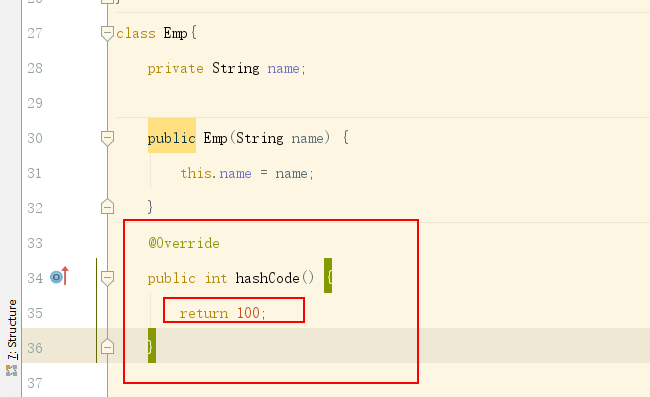 27 class Emp{
28 private String name;
29
30 public Emp(String name) {
31 this.name = name;
32 }
33 @Override
34 public int hashCode() {
35 return 100;
36 }
37
7: Structure